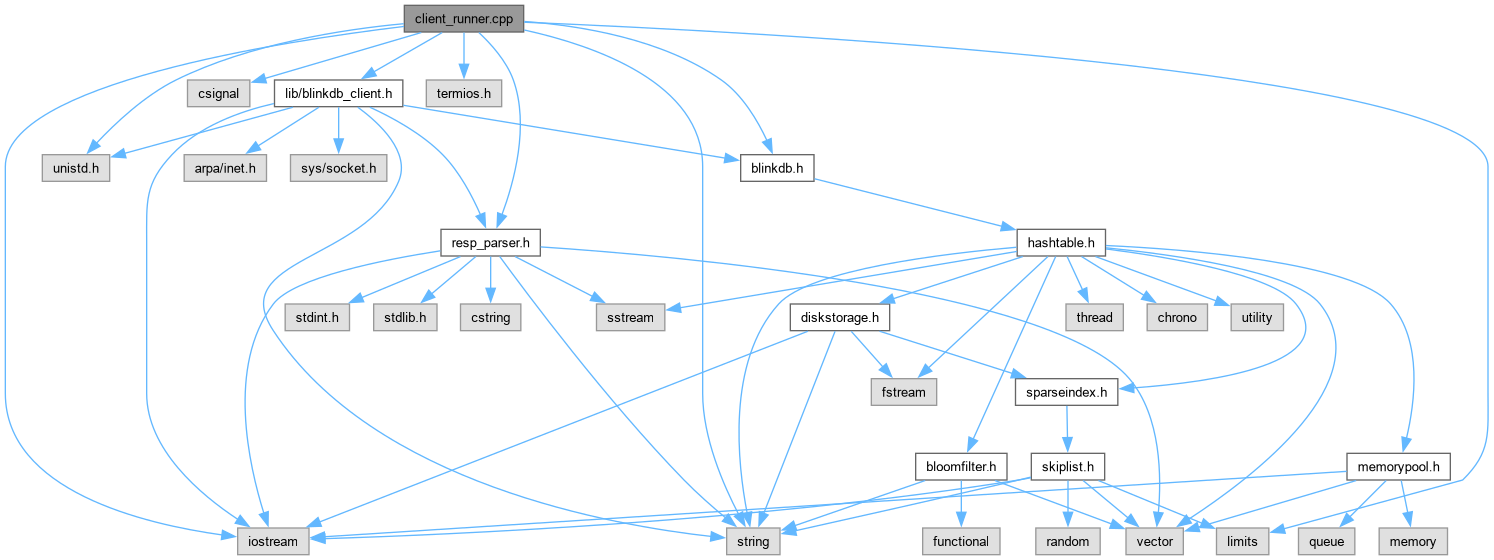 client_runner.cpp
csignal
lib/blinkdb_client.h
termios.h
unistd.h
arpa/inet.h
sys/socket.h
blinkdb.h
resp_parser.h
hashtable.h
stdint.h
stdlib.h
cstring
sstream
diskstorage.h
thread
chrono
utility
fstream
sparseindex.h
bloomfilter.h
skiplist.h
memorypool.h
iostream
string
functional
random
vector
limits
queue
memory